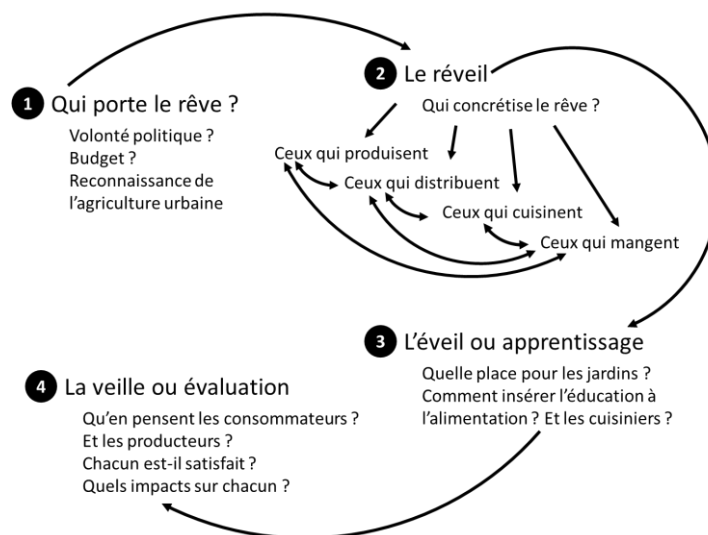 1 Qui porte le rêve ?
Volonté politique ?
Budget ?
Reconnaissance de
l’agriculture urbaine
2 Le réveil
Qui concrétise le rêve ?
Ceux qui produisent
Ceux qui distribuent
Ceux qui cuisinent
Ceux qui mangent
3 L’éveil ou apprentissage
Quelle place pour les jardins ?
Comment insérer l’éducation à
l’alimentation ? Et les cuisiniers ?
4 La veille ou évaluation
Qu’en pensent les consommateurs ?
Et les producteurs ?
Chacun est-il satisfait ?
Quels impacts sur chacun ?